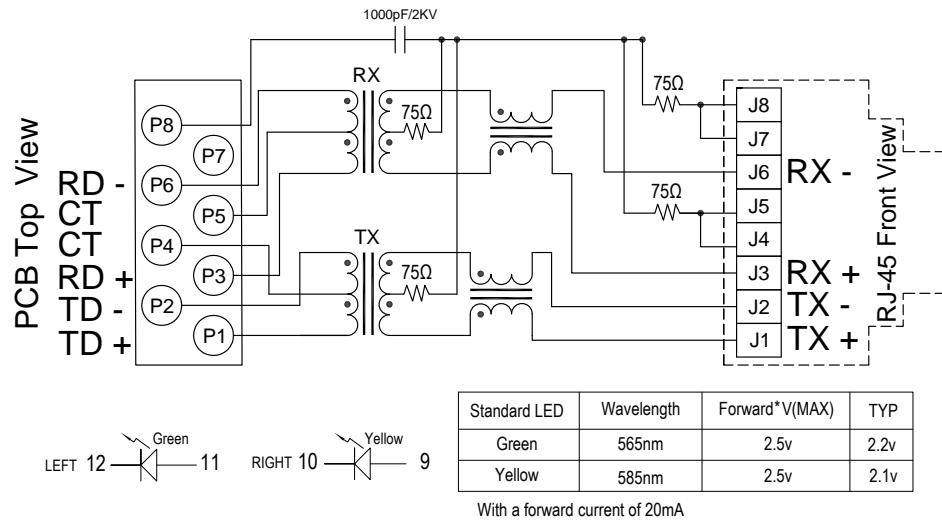 1000pF/2KV
RX
75Ω
75Ω
J8
J7
J6
RX -
75Ω
J5
J4
J3
RX +
J2
TX -
J1
TX +
RJ-45 Front View
PCB Top View
P8
P7
RD -
P6
CT
P5
CT
P4
RD +
P3
TD -
P2
TD +
P1
TX
75Ω
LEFT 12
Green
11
RIGHT 10
Yellow
9
Standard LED Wavelength Forward*V(MAX) TYP
Green 565nm 2.5v 2.2v
Yellow 585nm 2.5v 2.1v
With a forward current of 20mA